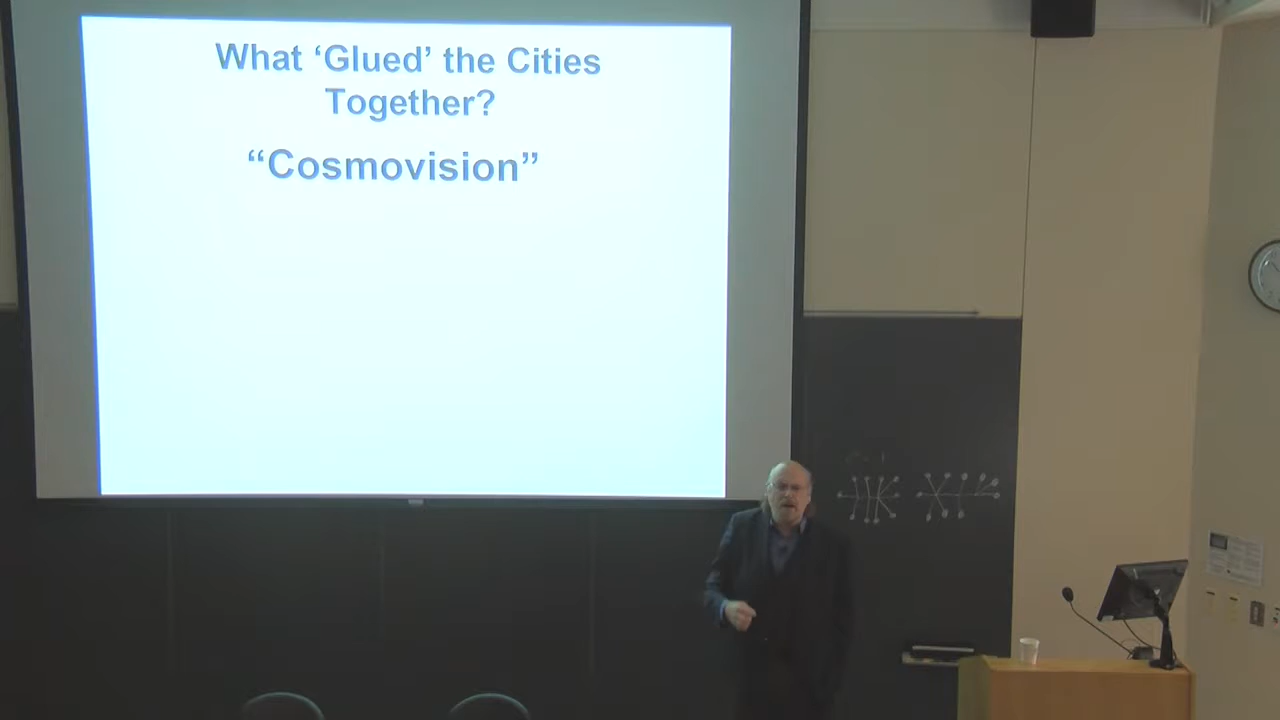 What ‘Glued’ the Cities
Together?
“Cosmovision”